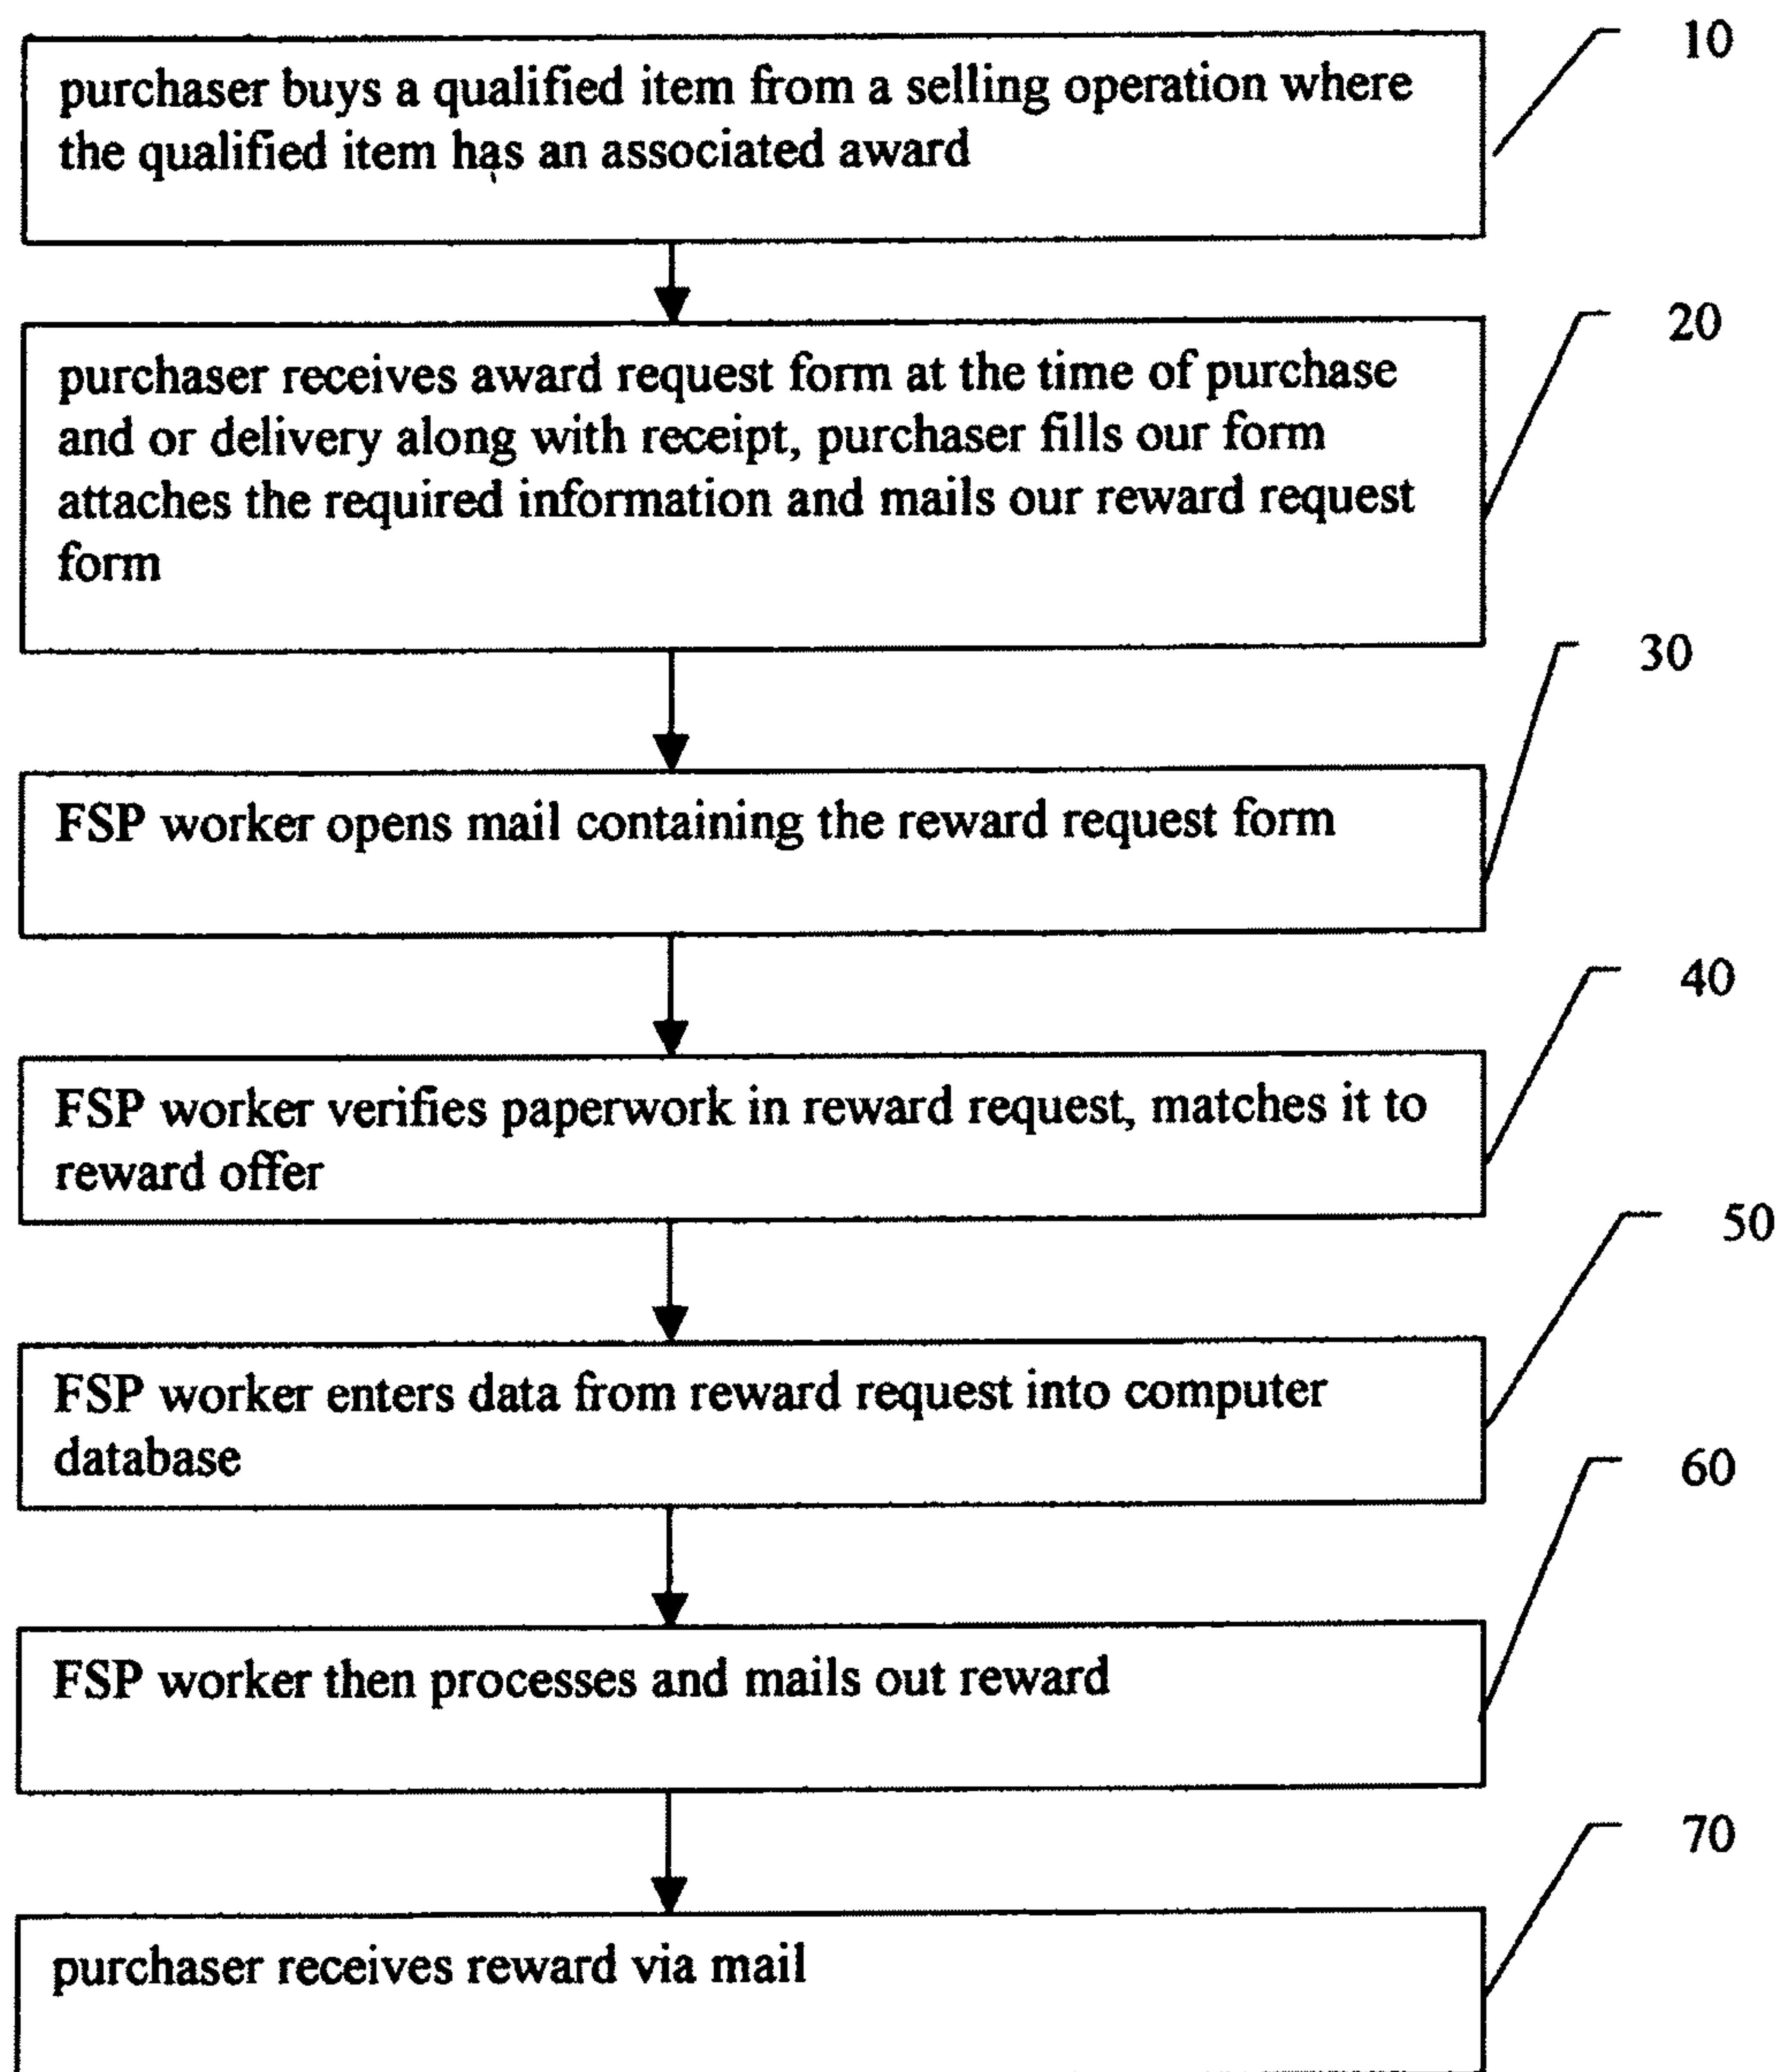 10
purchaser buys a qualified item from a selling operation where
the qualified item has an associated award
20
purchaser receives award request form at the time of purchase
and or delivery along with receipt, purchaser fills our form
attaches the required information and mails our reward request
form
30
FSP worker opens mail containing the reward request form
40
FSP worker verifies paperwork in reward request, matches it to
reward offer
50
FSP worker enters data from reward request into computer
database
60
FSP worker then processes and mails out reward
70
purchaser receives reward via mail